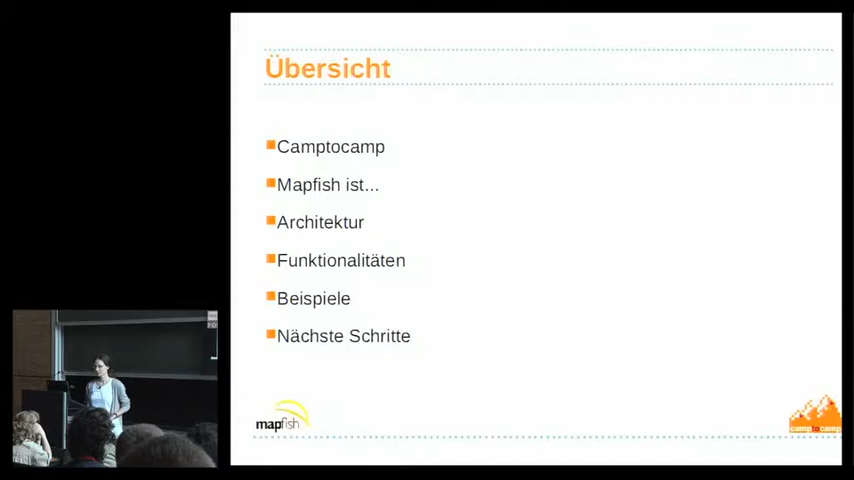 Übersicht
Camptocamp
Mapfish ist...
Architektur
Funktionalitäten
Beispiele
Nächste Schritte
mapfish
camptocamp